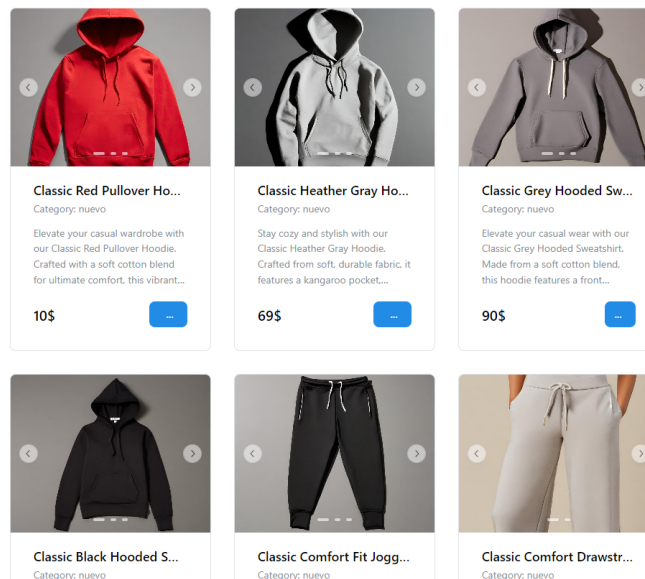 Classic Red Pullover Ho...
Category: nuevo
Elevate your casual wardrobe with
our Classic Red Pullover Hoodie.
Crafted with a soft cotton blend
for ultimate comfort, this vibrant...
10$
...
Classic Heather Gray Ho...
Category: nuevo
Stay cozy and stylish with our
Classic Heather Gray Hoodie.
Crafted from soft, durable fabric, it
features a kangaroo pocket,...
69$
...
Classic Grey Hooded Sw...
Category: nuevo
Elevate your casual wear with our
Classic Grey Hooded Sweatshirt.
Made from a soft cotton blend,
this hoodie features a front...
90$
...
Classic Black Hooded S...
Category: nuevo
Classic Comfort Fit Jogg...
Category: nuevo
Classic Comfort Drawstr...
Category: nuevo